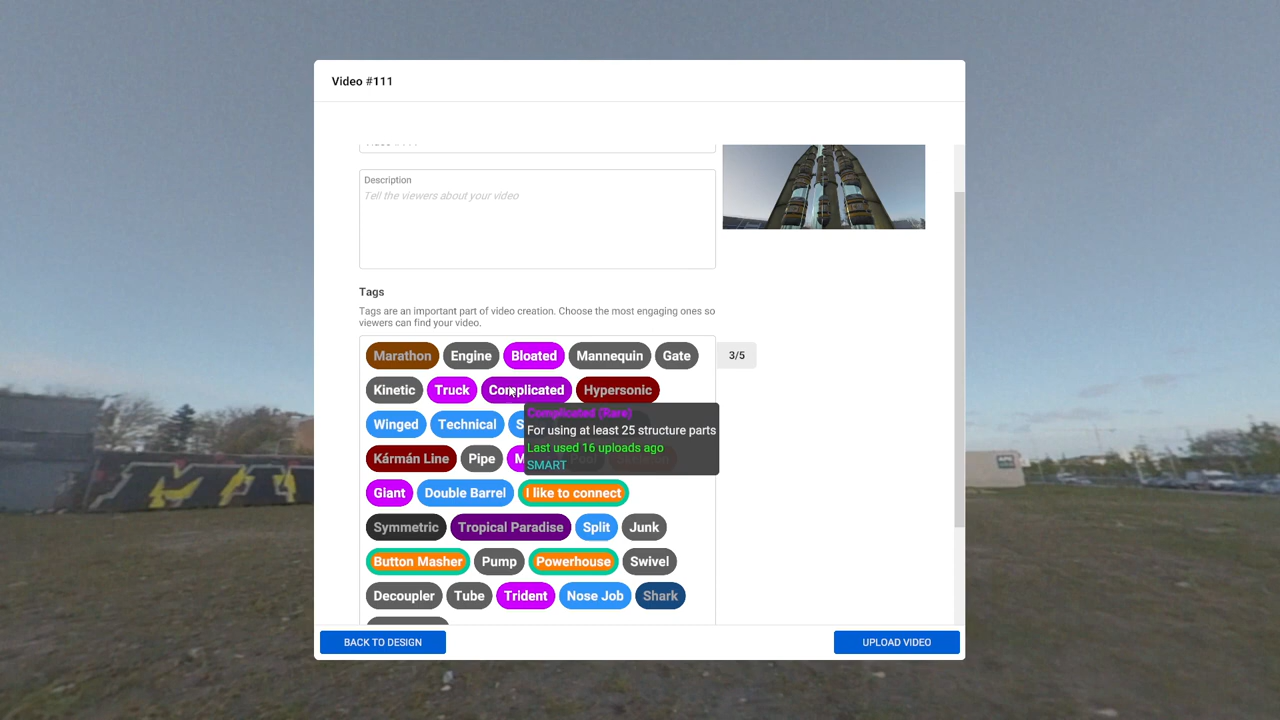 Video #111
Description
Tell the viewers about your video
Tags
Tags are an important part of video creation. Choose the most engaging ones so
viewers can find your video.
Marathon Engine Bloated Mannequin Gate
3/5
Kinetic Truck Complicated Hypersonic
Complicated (Rare)
For using at least 25 structure parts
Last used 16 uploads ago
SMART
Winged Technical
Kármán Line Pipe
Giant Double Barrel I like to connect
Symmetric Tropical Paradise Split Junk
Button Masher Pump Powerhouse Swivel
Decoupler Tube Trident Nose Job Shark
BACK TO DESIGN
UPLOAD VIDEO